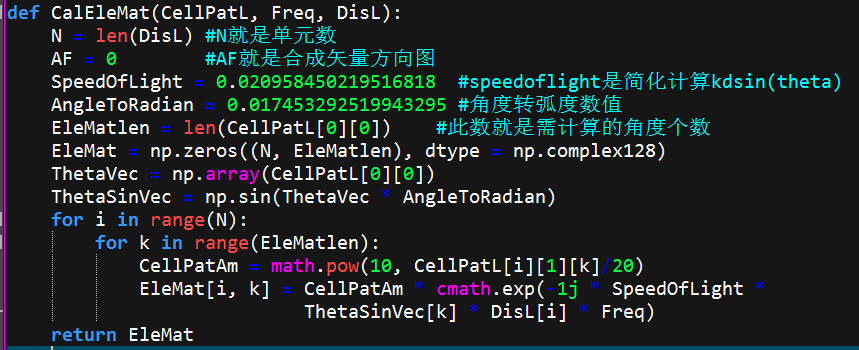 def CalEleMat(CellPatL, Freq, DisL):
    N = len(DisL) #N就是单元数
    AF = 0        #AF就是合成矢量方向图
    SpeedOfLight = 0.020958450219516818  #speedoflight是简化计算kdsin(theta)
    AngleToRadian = 0.017453292519943295 #角度转弧度数值
    EleMatlen = len(CellPatL[0][0])    #此数就是需计算的角度个数
    EleMat = np.zeros((N, EleMatlen), dtype = np.complex128)
    ThetaVec = np.array(CellPatL[0][0])
    ThetaSinVec = np.sin(ThetaVec * AngleToRadian)
    for i in range(N):
        for k in range(EleMatlen):
            CellPatAm = math.pow(10, CellPatL[i][1][k]/20)
            EleMat[i, k] = CellPatAm * cmath.exp(-1j * SpeedOfLight *
                           ThetaSinVec[k] * DisL[i] * Freq)
    return EleMat